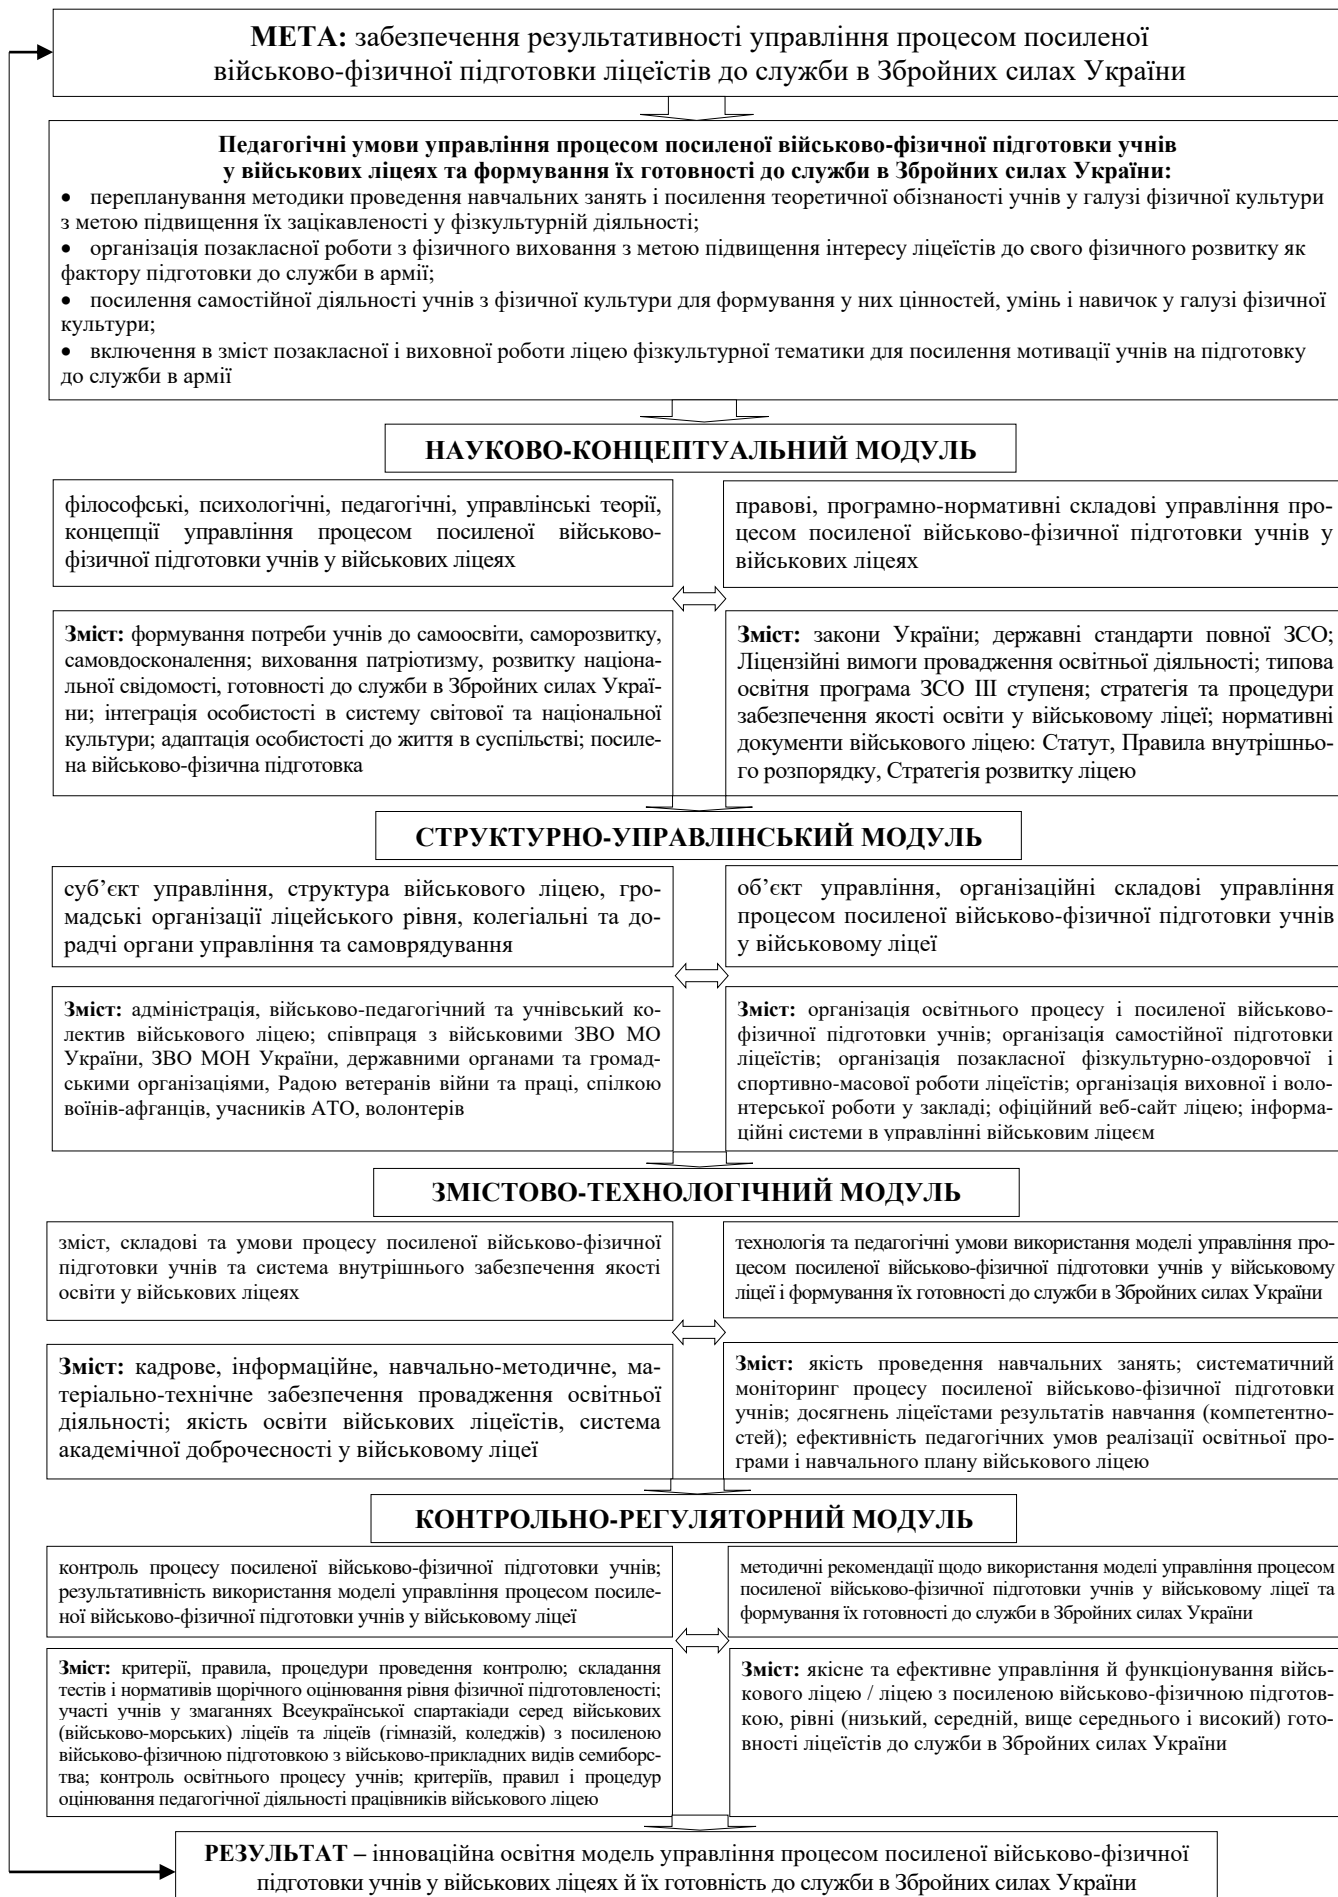 МЕТА: забезпечення результативності управління процесом посиленої
військово-фізичної підготовки ліцеїстів до служби в Збройних силах України
Педагогічні умови управління процесом посиленої військово-фізичної підготовки учнів
у військових ліцеях та формування їх готовності до служби в Збройних силах України:
• перепланування методики проведення навчальних занять і посилення теоретичної обізнаності учнів у галузі фізичної культури
з метою підвищення їх зацікавленості у фізкультурній діяльності;
• організація позакласної роботи з фізичного виховання з метою підвищення інтересу ліцеїстів до свого фізичного розвитку як
фактору підготовки до служби в армії;
• посилення самостійної діяльності учнів з фізичної культури для формування у них цінностей, умінь і навичок у галузі фізичної
культури;
• включення в зміст позакласної і виховної роботи ліцею фізкультурної тематики для посилення мотивації учнів на підготовку
до служби в армії
НАУКОВО-КОНЦЕПТУАЛЬНИЙ МОДУЛЬ
філософські, психологічні, педагогічні, управлінські теорії,
концепції управління процесом посиленої військово-
фізичної підготовки учнів у військових ліцеях
правові, програмно-нормативні складові управління про-
цесом посиленої військово-фізичної підготовки учнів у
військових ліцеях
Зміст: формування потреби учнів до самоосвіти, саморозвитку,
самовдосконалення; виховання патріотизму, розвитку націона-
льної свідомості, готовності до служби в Збройних силах Украї-
ни; інтеграція особистості в систему світової та національної
культури; адаптація особистості до життя в суспільстві; посиле-
на військово-фізична підготовка
Зміст: закони України; державні стандарти повної ЗСО;
Ліцензійні вимоги провадження освітньої діяльності; типова
освітня програма ЗСО ІІІ ступеня; стратегія та процедури
забезпечення якості освіти у військовому ліцеї; нормативні
документи військового ліцею: Статут, Правила внутрішньо-
го розпорядку, Стратегія розвитку ліцею
СТРУКТУРНО-УПРАВЛІНСЬКИЙ МОДУЛЬ
суб’єкт управління, структура військового ліцею, гро-
мадські організації ліцейського рівня, колегіальні та до-
радчі органи управління та самоврядування
об’єкт управління, організаційні складові управління
процесом посиленої військово-фізичної підготовки учнів
у військовому ліцеї
Зміст: адміністрація, військово-педагогічний та учнівський ко-
лектив військового ліцею; співпраця з військовими ЗВО МО
України, ЗВО МОН України, державними органами та громад-
ськими організаціями, Радою ветеранів війни та праці, спілкою
воїнів-афганців, учасників АТО, волонтерів
Зміст: організація освітнього процесу і посиленої військово-
фізичної підготовки учнів; організація самостійної підготовки
ліцеїстів; організація позакласної фізкультурно-оздоровчої і
спортивно-масової роботи ліцеїстів; організація виховної і воло-
нтерської роботи у закладі; офіційний веб-сайт ліцею; інформа-
ційні системи в управлінні військовим ліцеєм
ЗМІСТОВО-ТЕХНОЛОГІЧНИЙ МОДУЛЬ
зміст, складові та умови процесу посиленої військово-фізичної
підготовки учнів та система внутрішнього забезпечення якості
освіти у військових ліцеях
технологія та педагогічні умови використання моделі управління про-
цесом посиленої військово-фізичної підготовки учнів у військовому
ліцеї і формування їх готовності до служби в Збройних силах України
Зміст: кадрове, інформаційне, навчально-методичне, ма-
теріально-технічне забезпечення провадження освітньої
діяльності; якість освіти військових ліцеїстів, система
академічної доброчесності у військовому ліцеї
Зміст: якість проведення навчальних занять; систематичний
моніторинг процесу посиленої військово-фізичної підготовки
учнів; досягнень ліцеїстами результатів навчання (компетентно-
стей); ефективність педагогічних умов реалізації освітньої про-
грами і навчального плану військового ліцею
КОНТРОЛЬНО-РЕГУЛЯТОРНИЙ МОДУЛЬ
контроль процесу посиленої військово-фізичної підготовки учнів;
результативність використання моделі управління процесом посиле-
ної військово-фізичної підготовки учнів у військовому ліцеї
методичні рекомендації щодо використання моделі управління процесом
посиленої військово-фізичної підготовки учнів у військовому ліцеї та
формування їх готовності до служби в Збройних силах України
Зміст: критерії, правила, процедури проведення контролю; складання
тестів і нормативів щорічного оцінювання рівня фізичної підготовленості;
участі учнів у змаганнях Всеукраїнської спартакіади серед військових
(військово-морських) ліцеїв та ліцеїв (гімназій, коледжів) з посиленою
військово-фізичною підготовкою з військово-прикладних видів семиборс-
тва; контроль освітнього процесу учнів; критеріїв, правил і процедур
оцінювання педагогічної діяльності працівників військового ліцею
Зміст: якісне та ефективне управління й функціонування війсь-
кового ліцею / ліцею з посиленою військово-фізичною підготов-
кою, рівні (низький, середній, вище середнього і високий) гото-
вності ліцеїстів до служби в Збройних силах України
РЕЗУЛЬТАТ – інноваційна освітня модель управління процесом посиленої військово-фізичної
підготовки учнів у військових ліцеях й їх готовність до служби в Збройних силах України